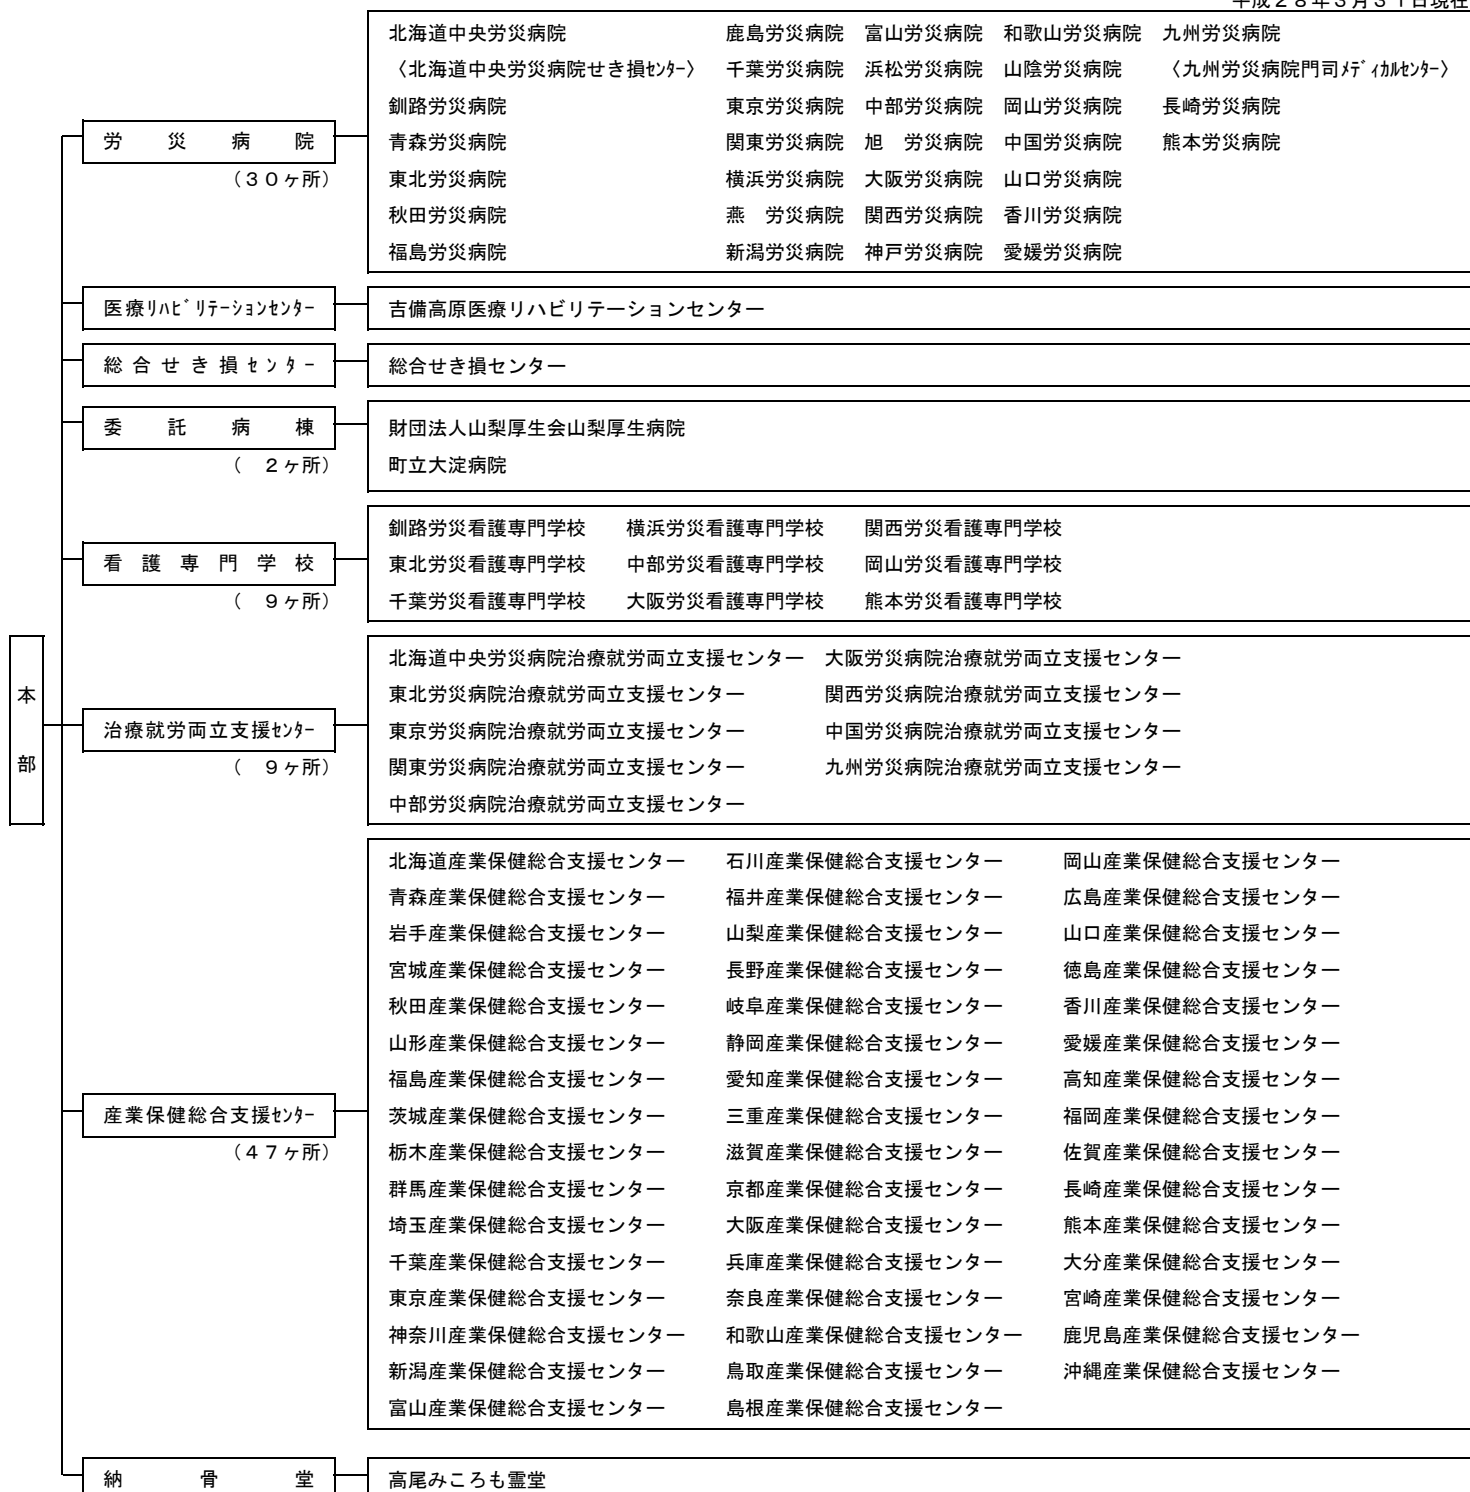 平成２８年３月３１日現在
北海道中央労災病院　鹿島労災病院　富山労災病院　和歌山労災病院　九州労災病院
〈北海道中央労災病院せき損ｾﾝﾀｰ〉　千葉労災病院　浜松労災病院　山陰労災病院　〈九州労災病院門司ﾒﾃﾞｨｶﾙｾﾝﾀｰ〉
釧路労災病院　東京労災病院　中部労災病院　岡山労災病院　長崎労災病院
労災病院　青森労災病院　関東労災病院　旭　労災病院　中国労災病院　熊本労災病院
（３０ヶ所）　東北労災病院　横浜労災病院　大阪労災病院　山口労災病院
秋田労災病院　燕　労災病院　関西労災病院　香川労災病院
福島労災病院　新潟労災病院　神戸労災病院　愛媛労災病院
医療ﾘﾊﾋﾞﾘﾃｰｼｮﾝｾﾝﾀｰ　吉備高原医療リハビリテーションセンター
総合せき損ｾﾝﾀｰ　総合せき損センター
委託病棟　財団法人山梨厚生会山梨厚生病院
（　２ヶ所）　町立大淀病院
釧路労災看護専門学校　横浜労災看護専門学校　関西労災看護専門学校
看護専門学校　東北労災看護専門学校　中部労災看護専門学校　岡山労災看護専門学校
（　９ヶ所）　千葉労災看護専門学校　大阪労災看護専門学校　熊本労災看護専門学校
本部
北海道中央労災病院治療就労両立支援センター　大阪労災病院治療就労両立支援センター
東北労災病院治療就労両立支援センター　関西労災病院治療就労両立支援センター
治療就労両立支援ｾﾝﾀｰ　東京労災病院治療就労両立支援センター　中国労災病院治療就労両立支援センター
（　９ヶ所）　関東労災病院治療就労両立支援センター　九州労災病院治療就労両立支援センター
中部労災病院治療就労両立支援センター
北海道産業保健総合支援センター　石川産業保健総合支援センター　岡山産業保健総合支援センター
青森産業保健総合支援センター　福井産業保健総合支援センター　広島産業保健総合支援センター
岩手産業保健総合支援センター　山梨産業保健総合支援センター　山口産業保健総合支援センター
宮城産業保健総合支援センター　長野産業保健総合支援センター　徳島産業保健総合支援センター
秋田産業保健総合支援センター　岐阜産業保健総合支援センター　香川産業保健総合支援センター
山形産業保健総合支援センター　静岡産業保健総合支援センター　愛媛産業保健総合支援センター
福島産業保健総合支援センター　愛知産業保健総合支援センター　高知産業保健総合支援センター
産業保健総合支援ｾﾝﾀｰ　茨城産業保健総合支援センター　三重産業保健総合支援センター　福岡産業保健総合支援センター
（４７ヶ所）　栃木産業保健総合支援センター　滋賀産業保健総合支援センター　佐賀産業保健総合支援センター
群馬産業保健総合支援センター　京都産業保健総合支援センター　長崎産業保健総合支援センター
埼玉産業保健総合支援センター　大阪産業保健総合支援センター　熊本産業保健総合支援センター
千葉産業保健総合支援センター　兵庫産業保健総合支援センター　大分産業保健総合支援センター
東京産業保健総合支援センター　奈良産業保健総合支援センター　宮崎産業保健総合支援センター
神奈川産業保健総合支援センター　和歌山産業保健総合支援センター　鹿児島産業保健総合支援センター
新潟産業保健総合支援センター　鳥取産業保健総合支援センター　沖縄産業保健総合支援センター
富山産業保健総合支援センター　島根産業保健総合支援センター
納骨堂　高尾みころも霊堂